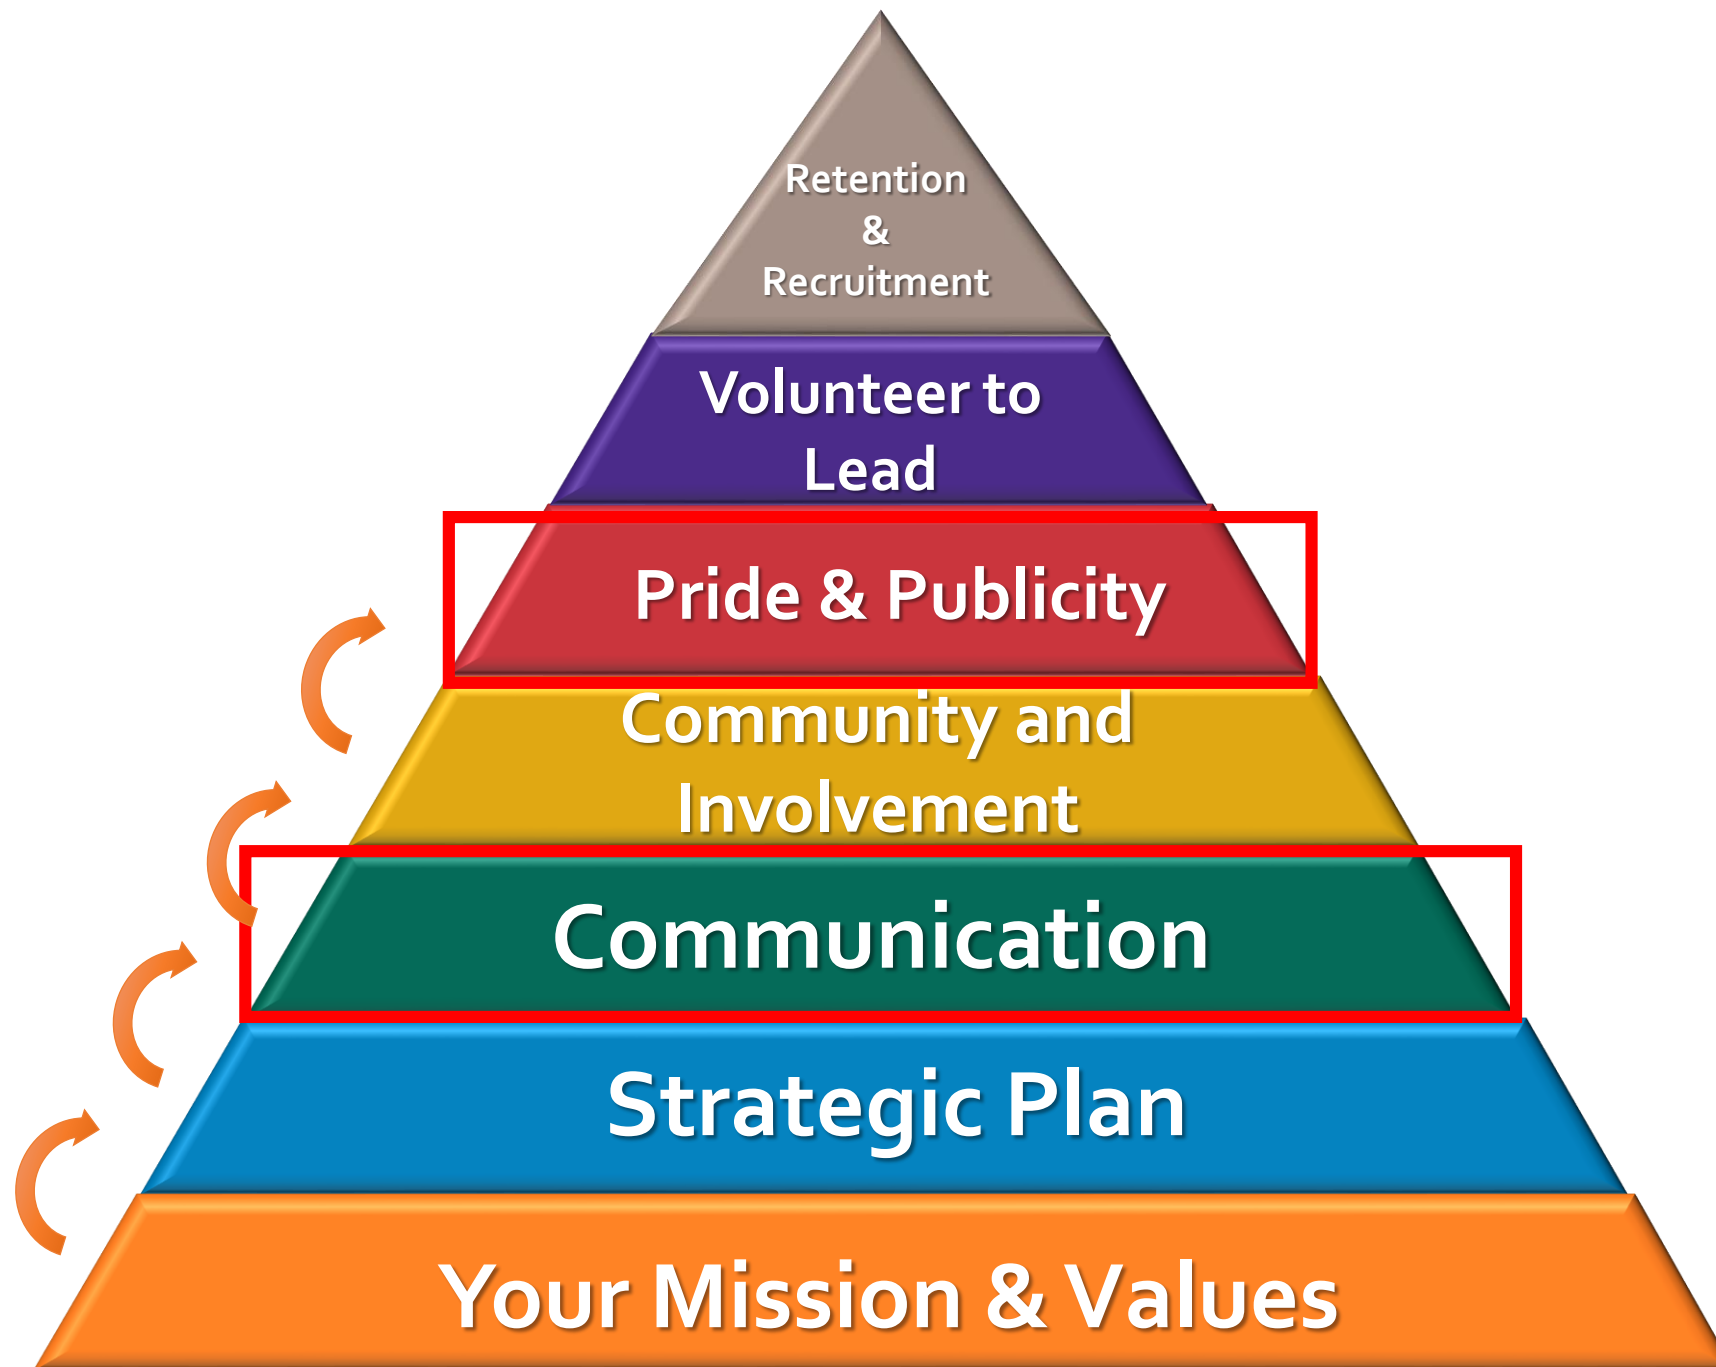 Retention
&
Recruitment
Volunteer to
Lead
Pride & Publicity
Community and
Involvement
Communication
Strategic Plan
Your Mission & Values